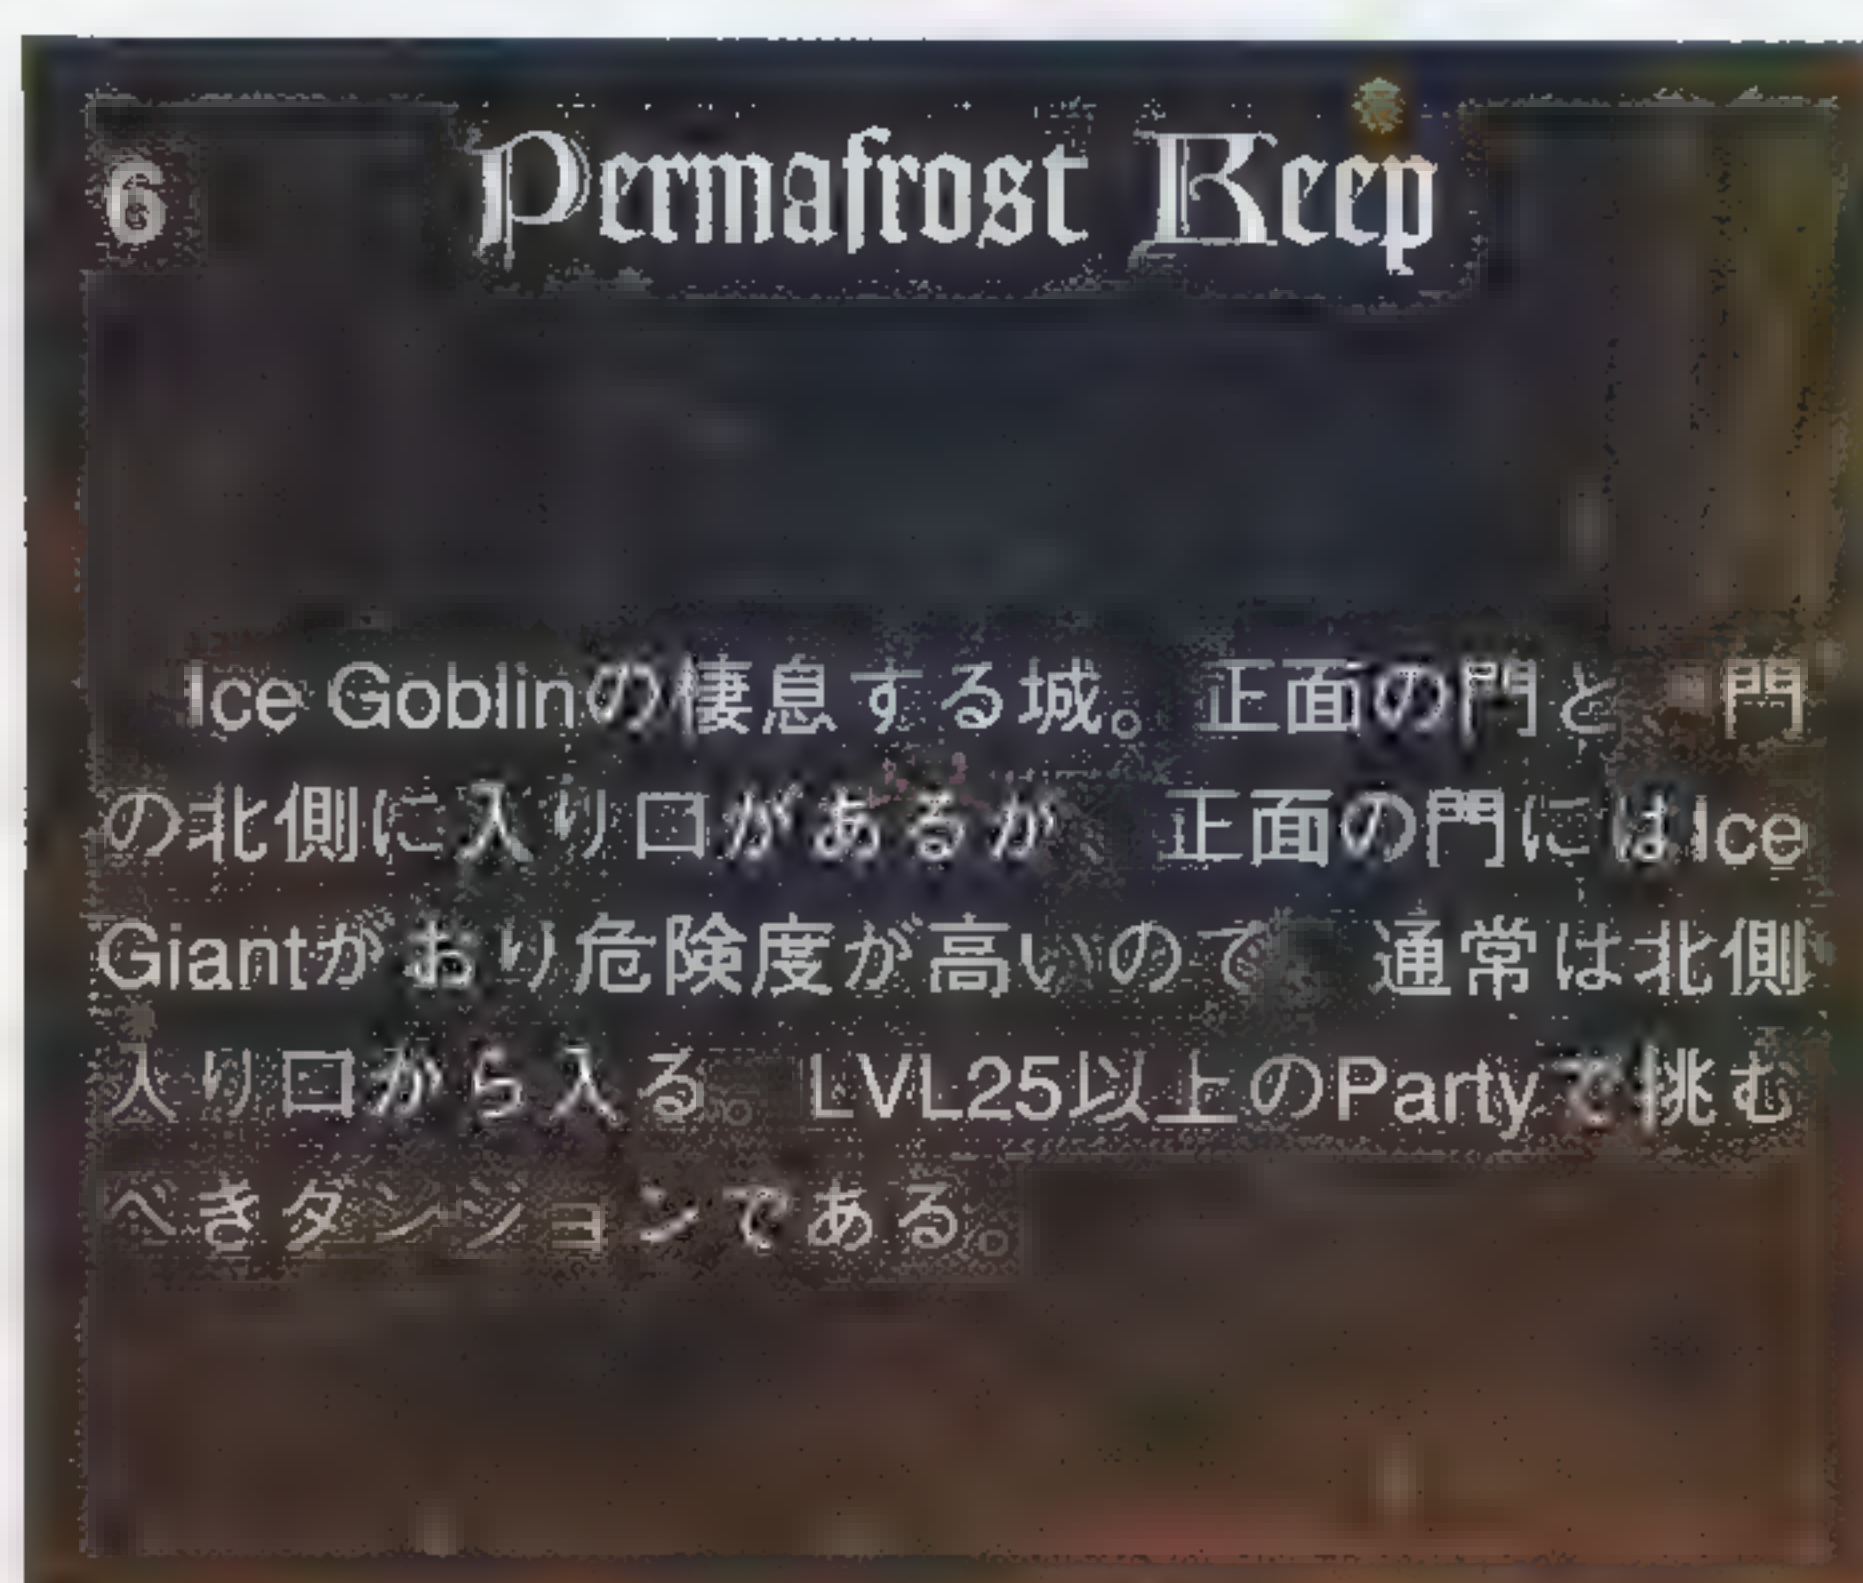 6 Permafrost Keep
Ice Goblinの棲息する城。正面の門と 門
の北側に入り口があるが、正面の門にはIce
Giantがおり危険度が高いので、通常は北側
入り口から入る。LVL25以上のPartyで挑む
べきダンジョンである。